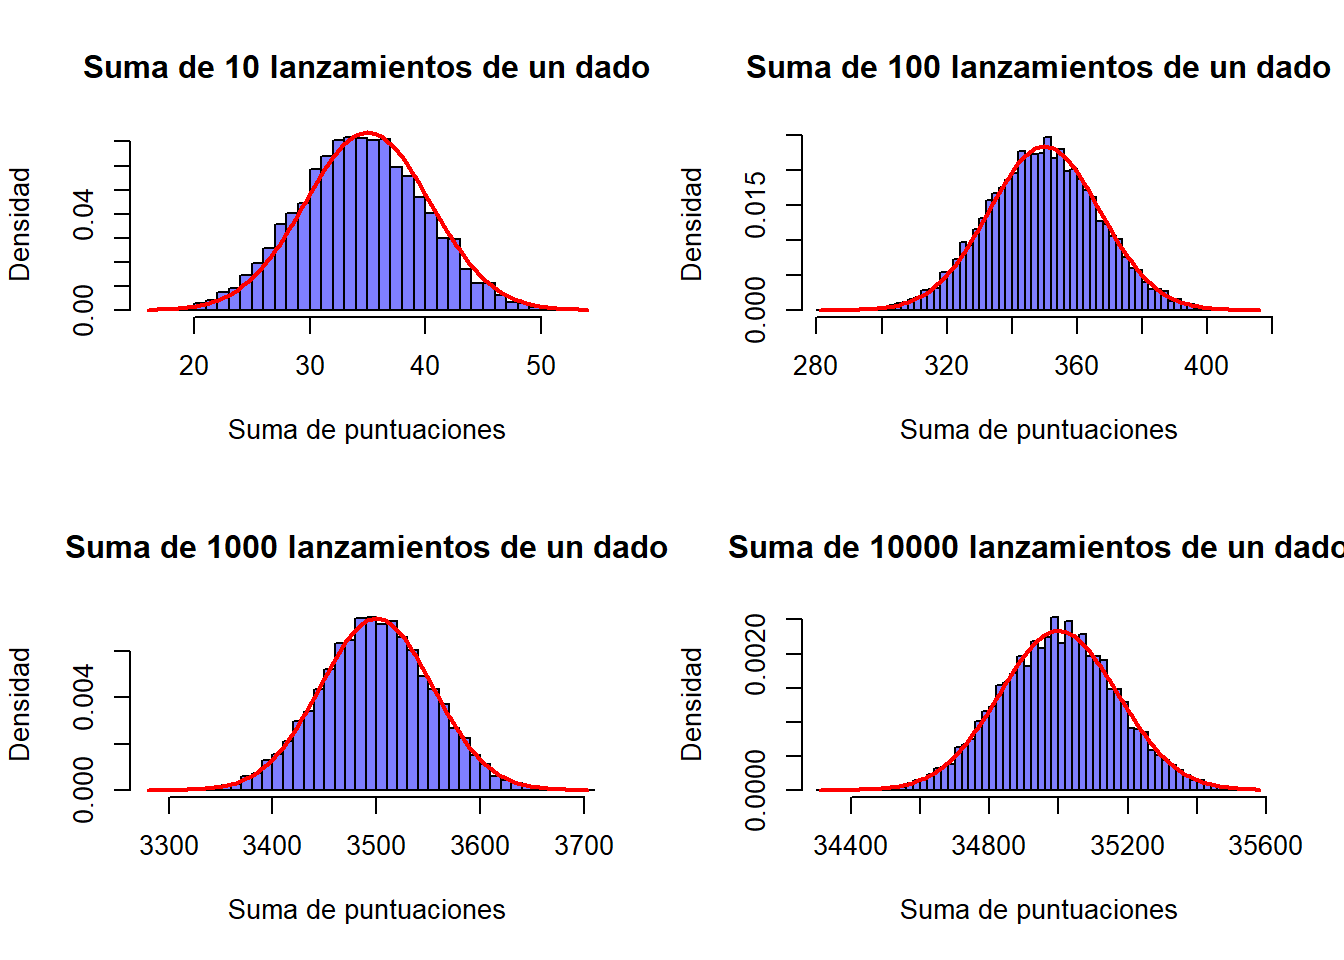 Suma de 10 lanzamientos de un dado
Densidad
0.00 0.04
20 30 40 50
Suma de puntuaciones
Suma de 100 lanzamientos de un dado
Densidad
0.000 0.015
280 320 360 400
Suma de puntuaciones
Suma de 1000 lanzamientos de un dado
Densidad
0.000 0.004
3300 3400 3500 3600 3700
Suma de puntuaciones
Suma de 10000 lanzamientos de un dado
Densidad
0.0000 0.0020
34400 34800 35200 35600
Suma de puntuaciones